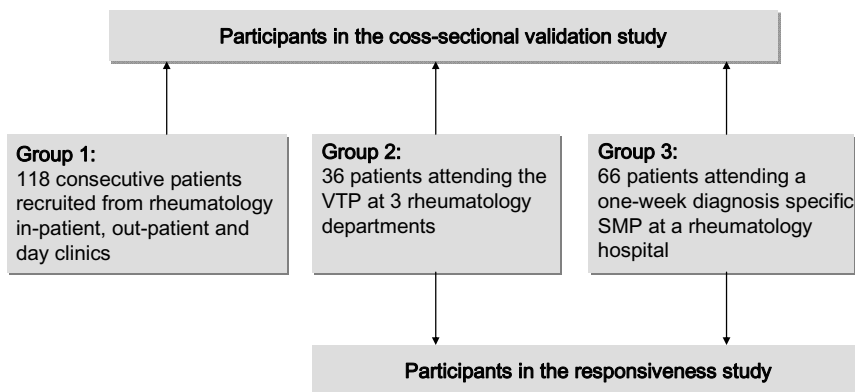 Participants in the coss-sectional validation study
Group 1:
118 consecutive patients
recruited from rheumatology
in-patient, out-patient and
day clinics
Group 2:
36 patients attending the
VTP at 3 rheumatology
departments
Group 3:
66 patients attending a
one-week diagnosis specific
SMP at a rheumatology
hospital
Participants in the responsiveness study